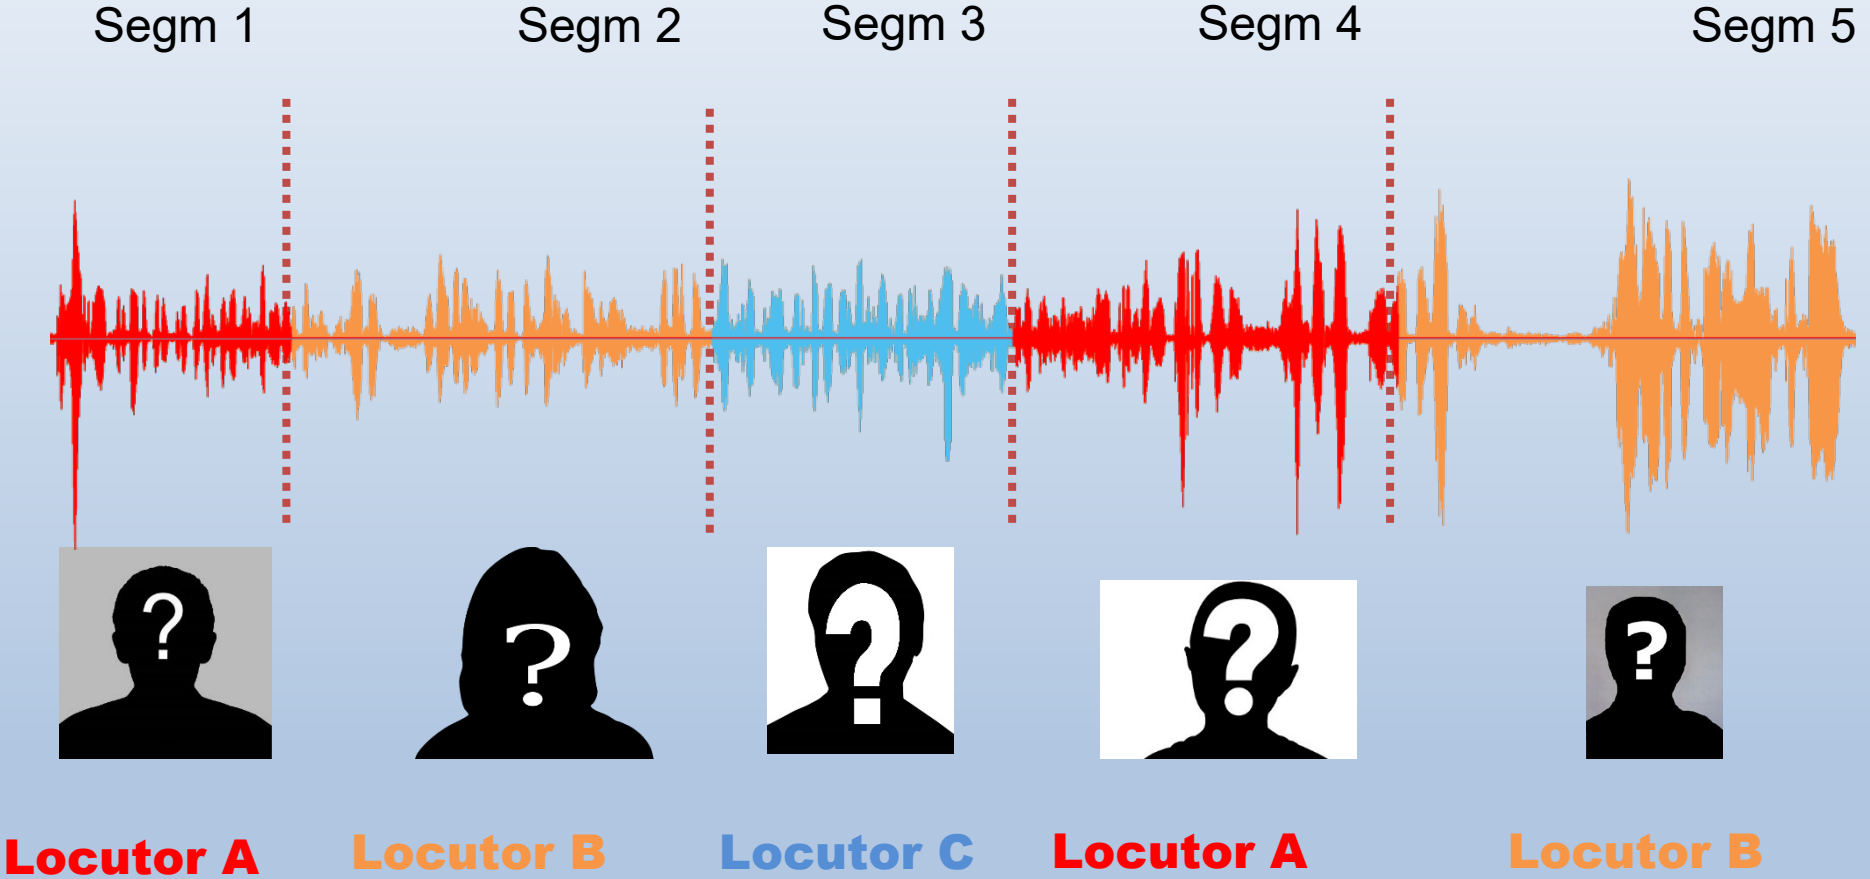 Segm 1
Segm 2
Segm 3
Segm 4
Segm 5
?
?
?
?
?
Locutor A
Locutor B
Locutor C
Locutor A
Locutor B